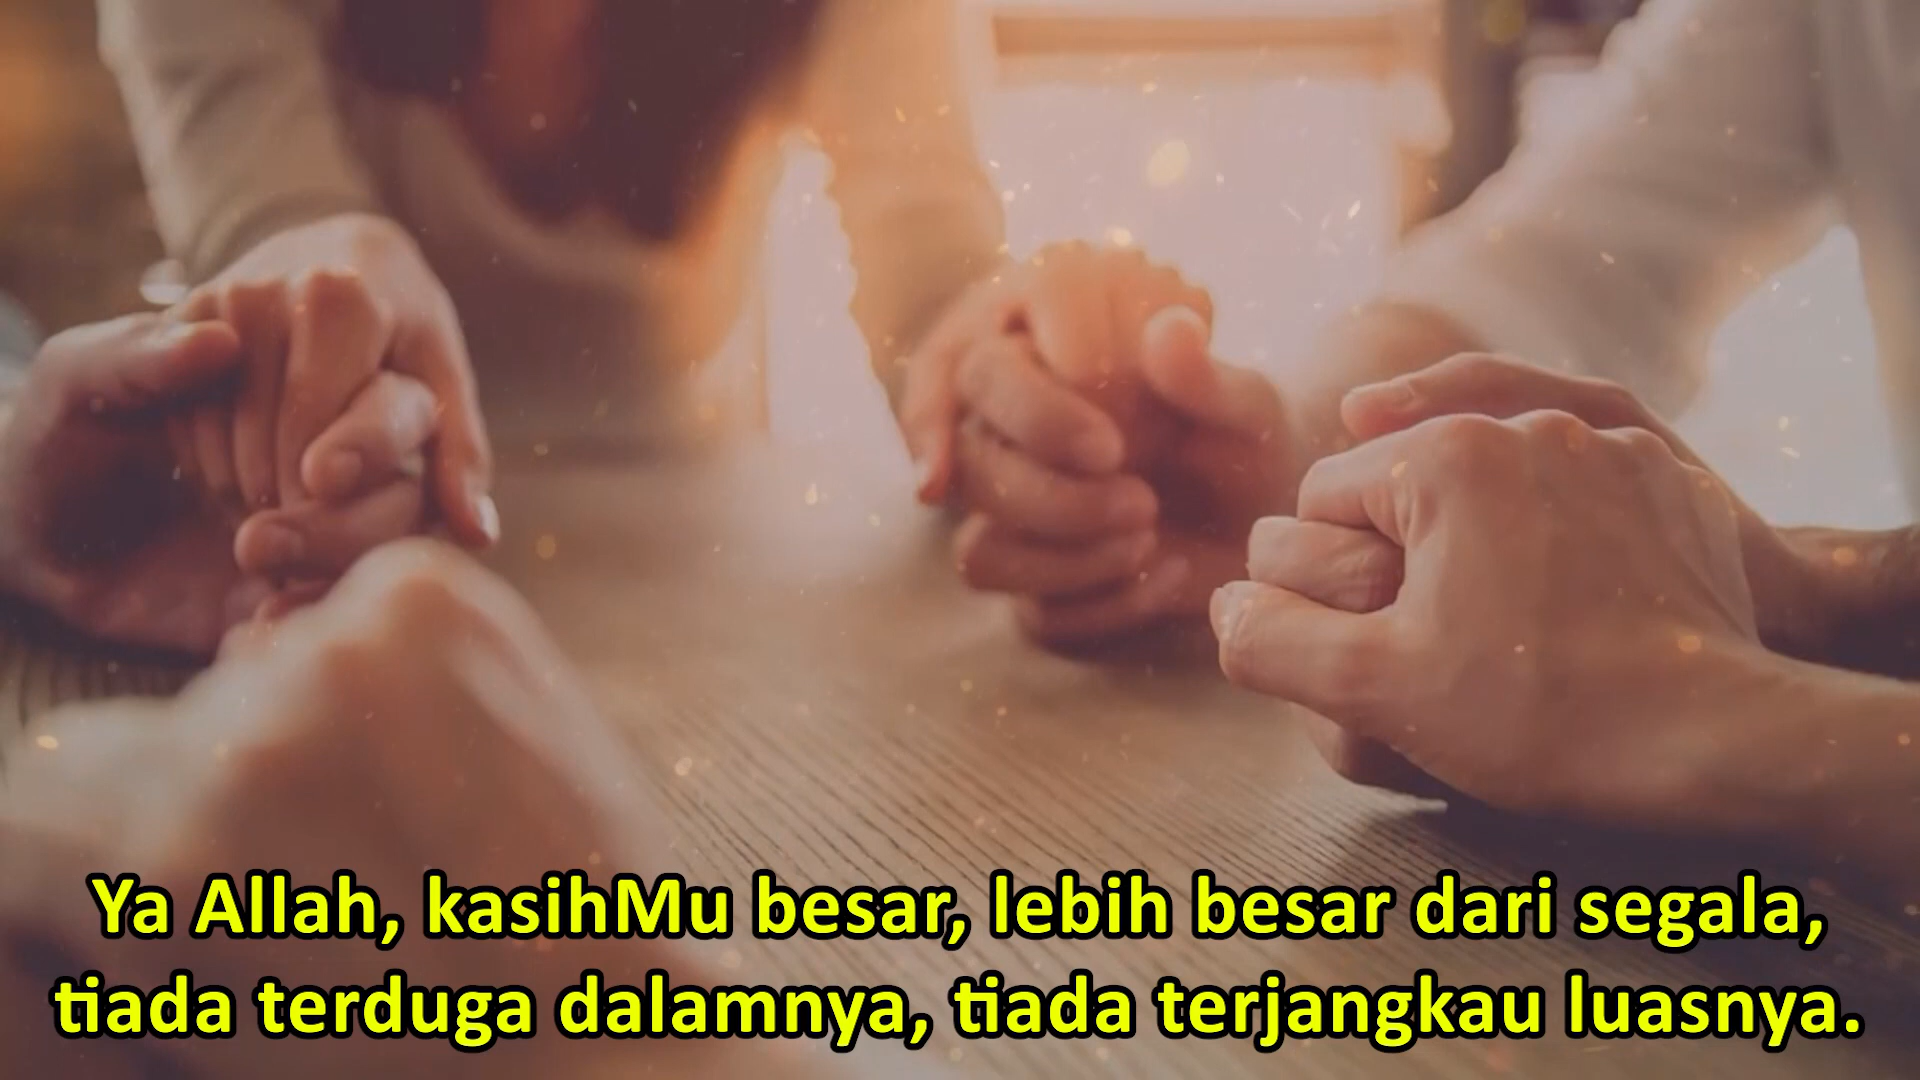 Ya Allah, kasihMu besar, lebih besar dari segala,
tiada terduga dalamnya, tiada terjangkau luasnya.